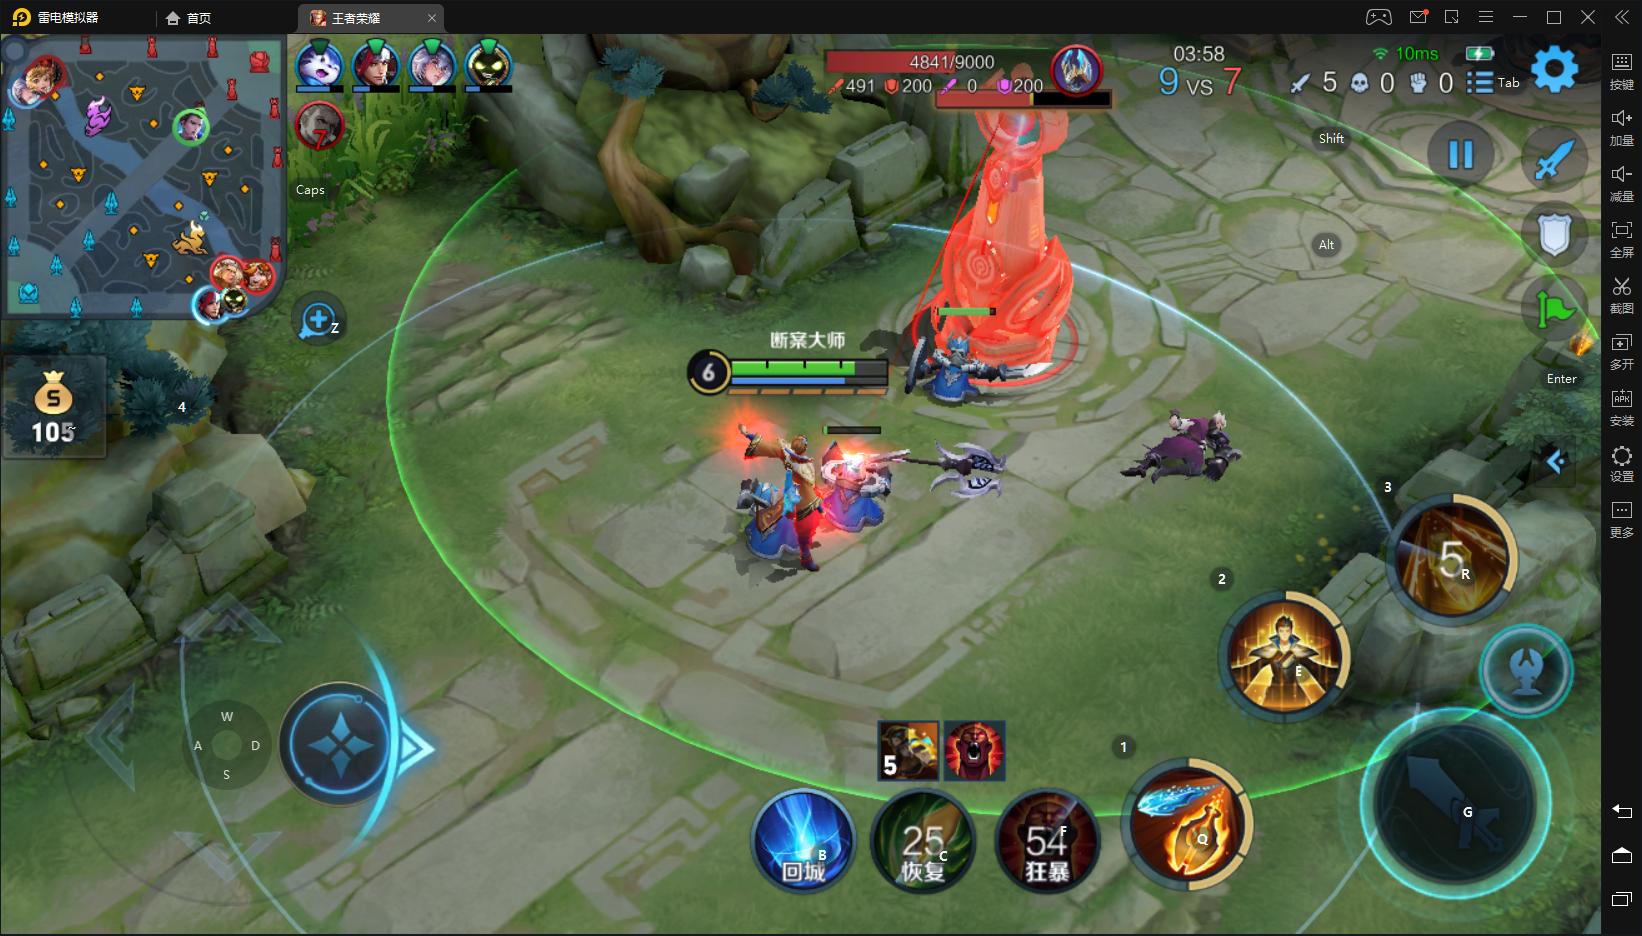 雷电模拟器
首页
王者荣耀
4841/9000
491 200 0 200
03:58
9 VS 7
10ms
5 0 0 Tab
按键
加量
减量
全屏
截图
多开
安装
设置
更多
APK
7
Caps
Shift
Alt
Enter
Z
断案大师
6
S
105
4
3
5
R
2
E
W
A D
S
1
5
G
Q
回城 B
25
恢复 C
54 F
狂暴